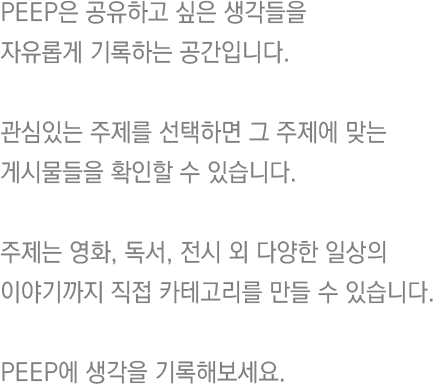 PEEP은 공유하고 싶은 생각들을
자유롭게 기록하는 공간입니다.
관심있는 주제를 선택하면 그 주제에 맞는
게시물들을 확인할 수 있습니다.
주제는 영화, 독서, 전시 외 다양한 일상의
이야기까지 직접 카테고리를 만들 수 있습니다.
PEEP에 생각을 기록해보세요.